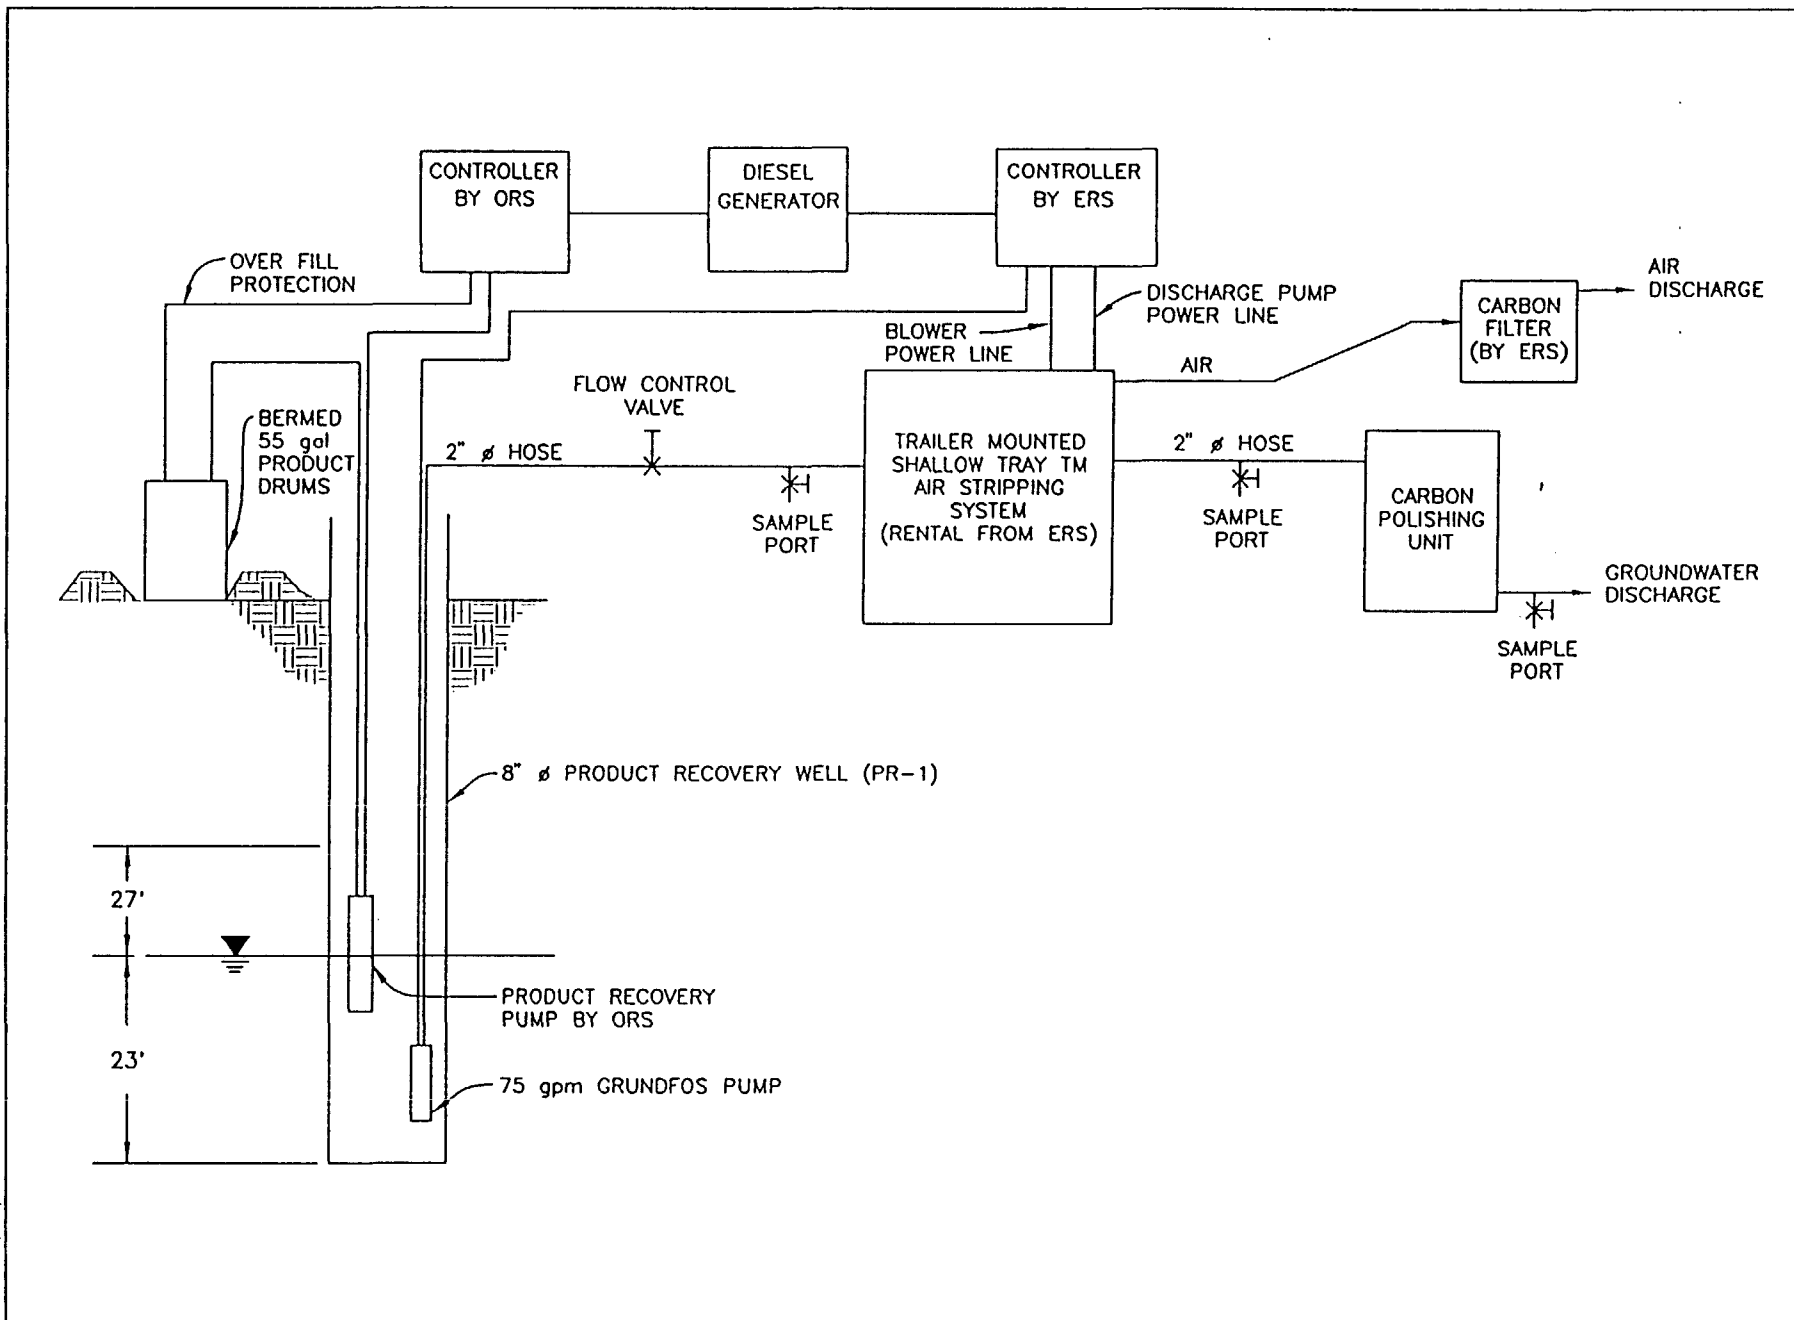 CONTROLLER
BY ORS
DIESEL
GENERATOR
CONTROLLER
BY ERS
OVER FILL
PROTECTION
AIR
DISCHARGE
DISCHARGE PUMP
POWER LINE
CARBON
FILTER
(BY ERS)
BLOWER
POWER LINE
AIR
FLOW CONTROL
VALVE
BERMED
55 gal
PRODUCT
DRUMS
2" ø HOSE
TRAILER MOUNTED
SHALLOW TRAY TM
AIR STRIPPING
SYSTEM
(RENTAL FROM ERS)
2" ø HOSE
SAMPLE
PORT
SAMPLE
PORT
CARBON
POLISHING
UNIT
GROUNDWATER
DISCHARGE
SAMPLE
PORT
8" ø PRODUCT RECOVERY WELL (PR-1)
27'
PRODUCT RECOVERY
PUMP BY ORS
23'
75 gpm GRUNDFOS PUMP